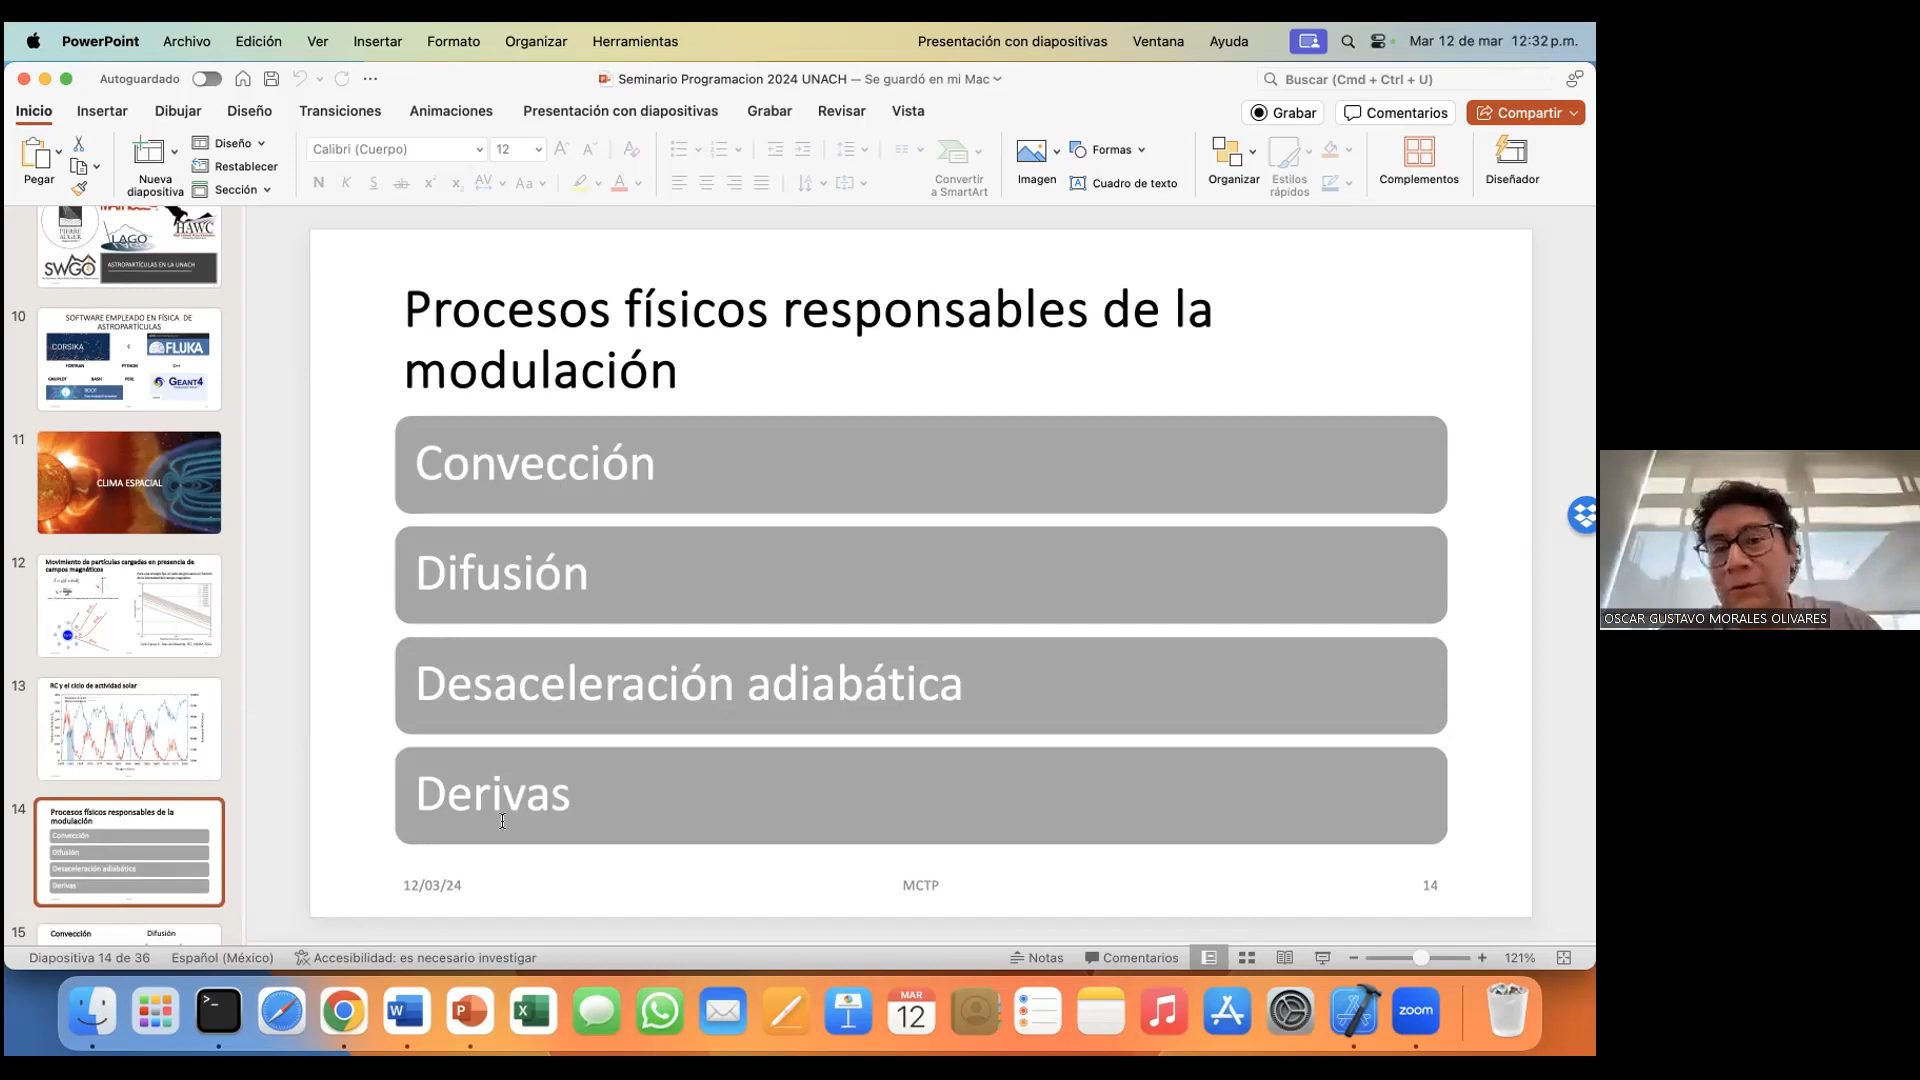 PowerPoint Archivo Edición Ver Insertar Formato Organizar Herramientas Presentación con diapositivas Ventana Ayuda Mar 12 de mar 12:32 p.m.
Autoguardado Seminario Programacion 2024 UNACH — Se guardó en mi Mac Buscar (Cmd + Ctrl + U)
Inicio Insertar Dibujar Diseño Transiciones Animaciones Presentación con diapositivas Grabar Revisar Vista Grabar Comentarios Compartir
Pegar
Nueva
diapositiva
Diseño
Restablecer
Sección
Calibri (Cuerpo) 12
Convertir
a SmartArt
Imagen
Formas
Cuadro de texto
Organizar
Estilos
rápidos
Complementos
Diseñador
PIERRE
AUGER
LAGO
HAWC
SWGO
ASTROPARTÍCULAS EN LA UNACH
10
SOFTWARE EMPLEADO EN FÍSICA DE
ASTROPARTÍCULAS
CORSIKA
FLUKA
FORTRAN PYTHON C++
GNUPLOT BASH PERL
ROOT
GEANT4
11
CLIMA ESPACIAL
12
Movimiento de partículas cargadas en presencia de
campos magnéticos
13
RC y el ciclo de actividad solar
14
Procesos físicos responsables de la
modulación
Convección
Difusión
Desaceleración adiabática
Derivas
15
Convección Difusión
Procesos físicos responsables de la
modulación
Convección
Difusión
Desaceleración adiabática
Derivas
12/03/24 MCTP 14
OSCAR GUSTAVO MORALES OLIVARES
Diapositiva 14 de 36 Español (México) Accesibilidad: es necesario investigar Notas Comentarios 121%
MAR
12
zoom